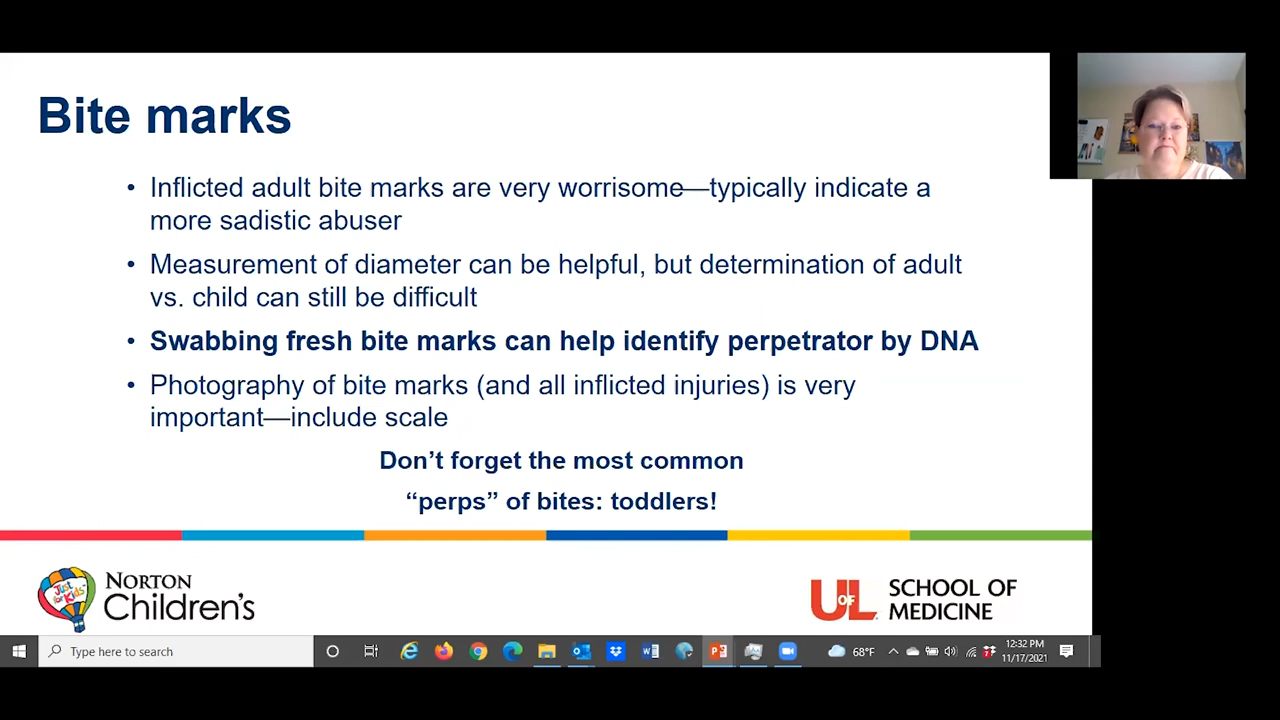 Bite marks
• Inflicted adult bite marks are very worrisome—typically indicate a
more sadistic abuser
• Measurement of diameter can be helpful, but determination of adult
vs. child can still be difficult
• Swabbing fresh bite marks can help identify perpetrator by DNA
• Photography of bite marks (and all inflicted injuries) is very
important—include scale
Don’t forget the most common
“perps” of bites: toddlers!
Just for Kids
NORTON
Children's
UofL
SCHOOL OF
MEDICINE
Type here to search
68°F
12:32 PM
11/17/2021